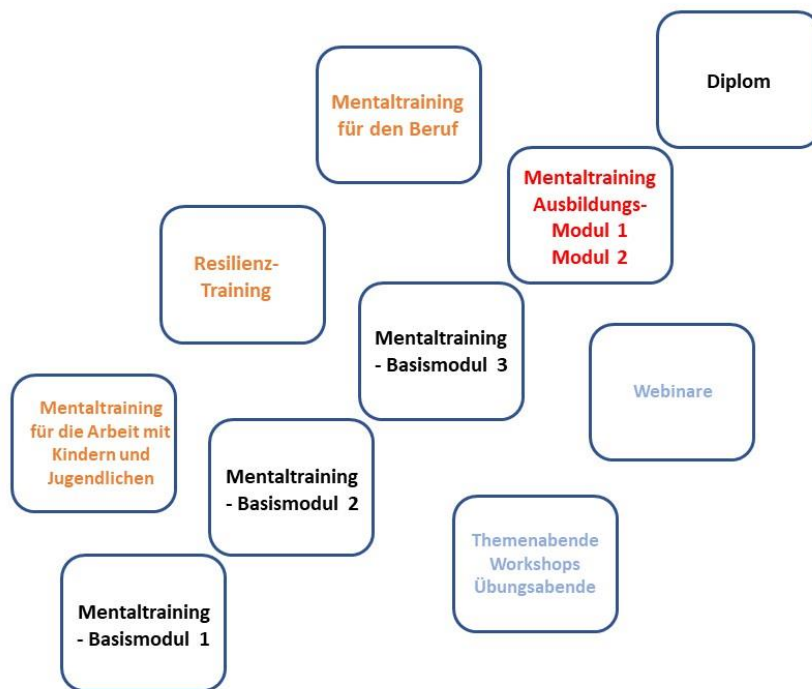 Diplom
Mentaltraining
für den Beruf
Mentaltraining
Ausbildungs-
Modul 1
Modul 2
Resilienz-
Training
Mentaltraining
- Basismodul 3
Webinare
Mentaltraining
für die Arbeit mit
Kindern und
Jugendlichen
Mentaltraining
- Basismodul 2
Themenabende
Workshops
Übungsabende
Mentaltraining
- Basismodul 1